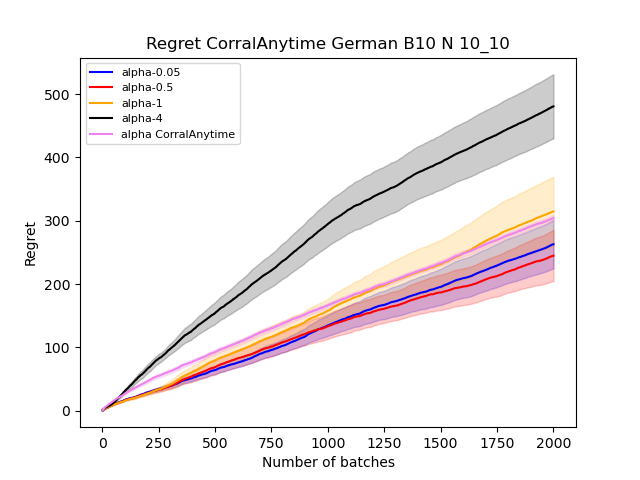 Regret CorralAnytime German B10 N 10_10
alpha-0.05
alpha-0.5
alpha-1
alpha-4
alpha CorralAnytime
Regret
500
400
300
200
100
0
0 250 500 750 1000 1250 1500 1750 2000
Number of batches